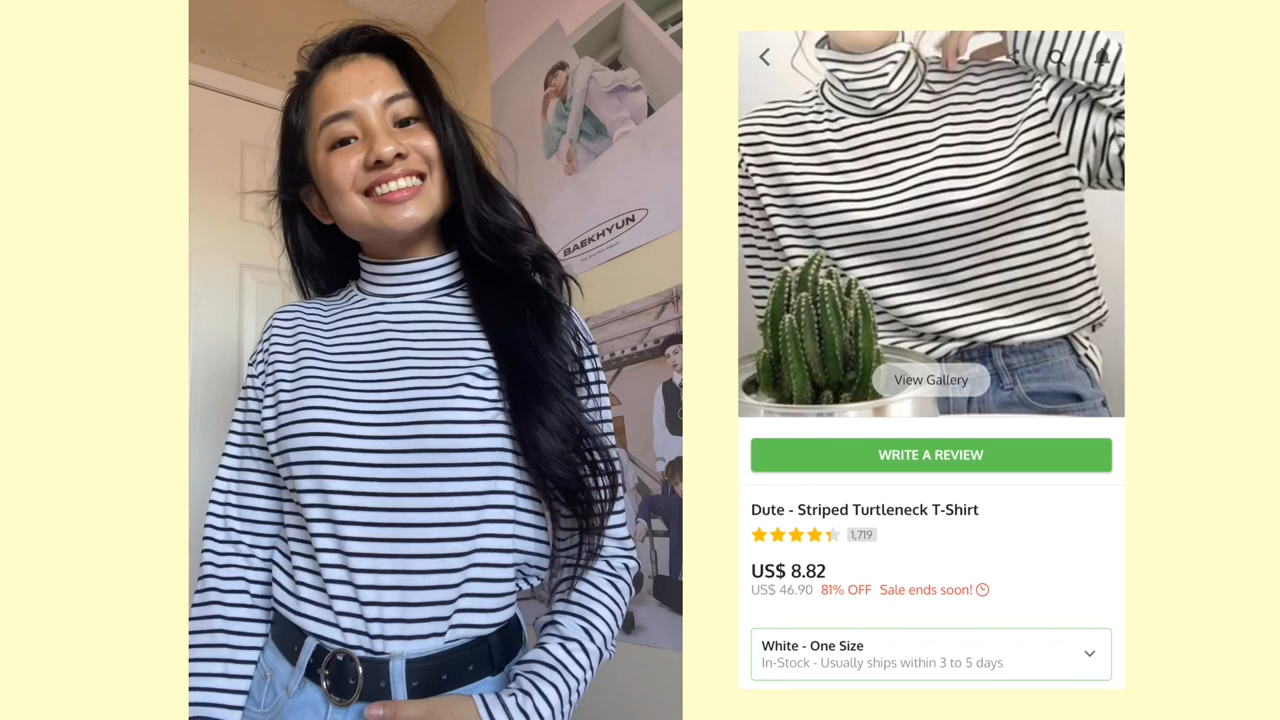 BAEKHYUN
View Gallery
WRITE A REVIEW
Dute - Striped Turtleneck T-Shirt
1,719
US$ 8.82
US$ 46.90 81% OFF Sale ends soon!
White - One Size
In-Stock - Usually ships within 3 to 5 days